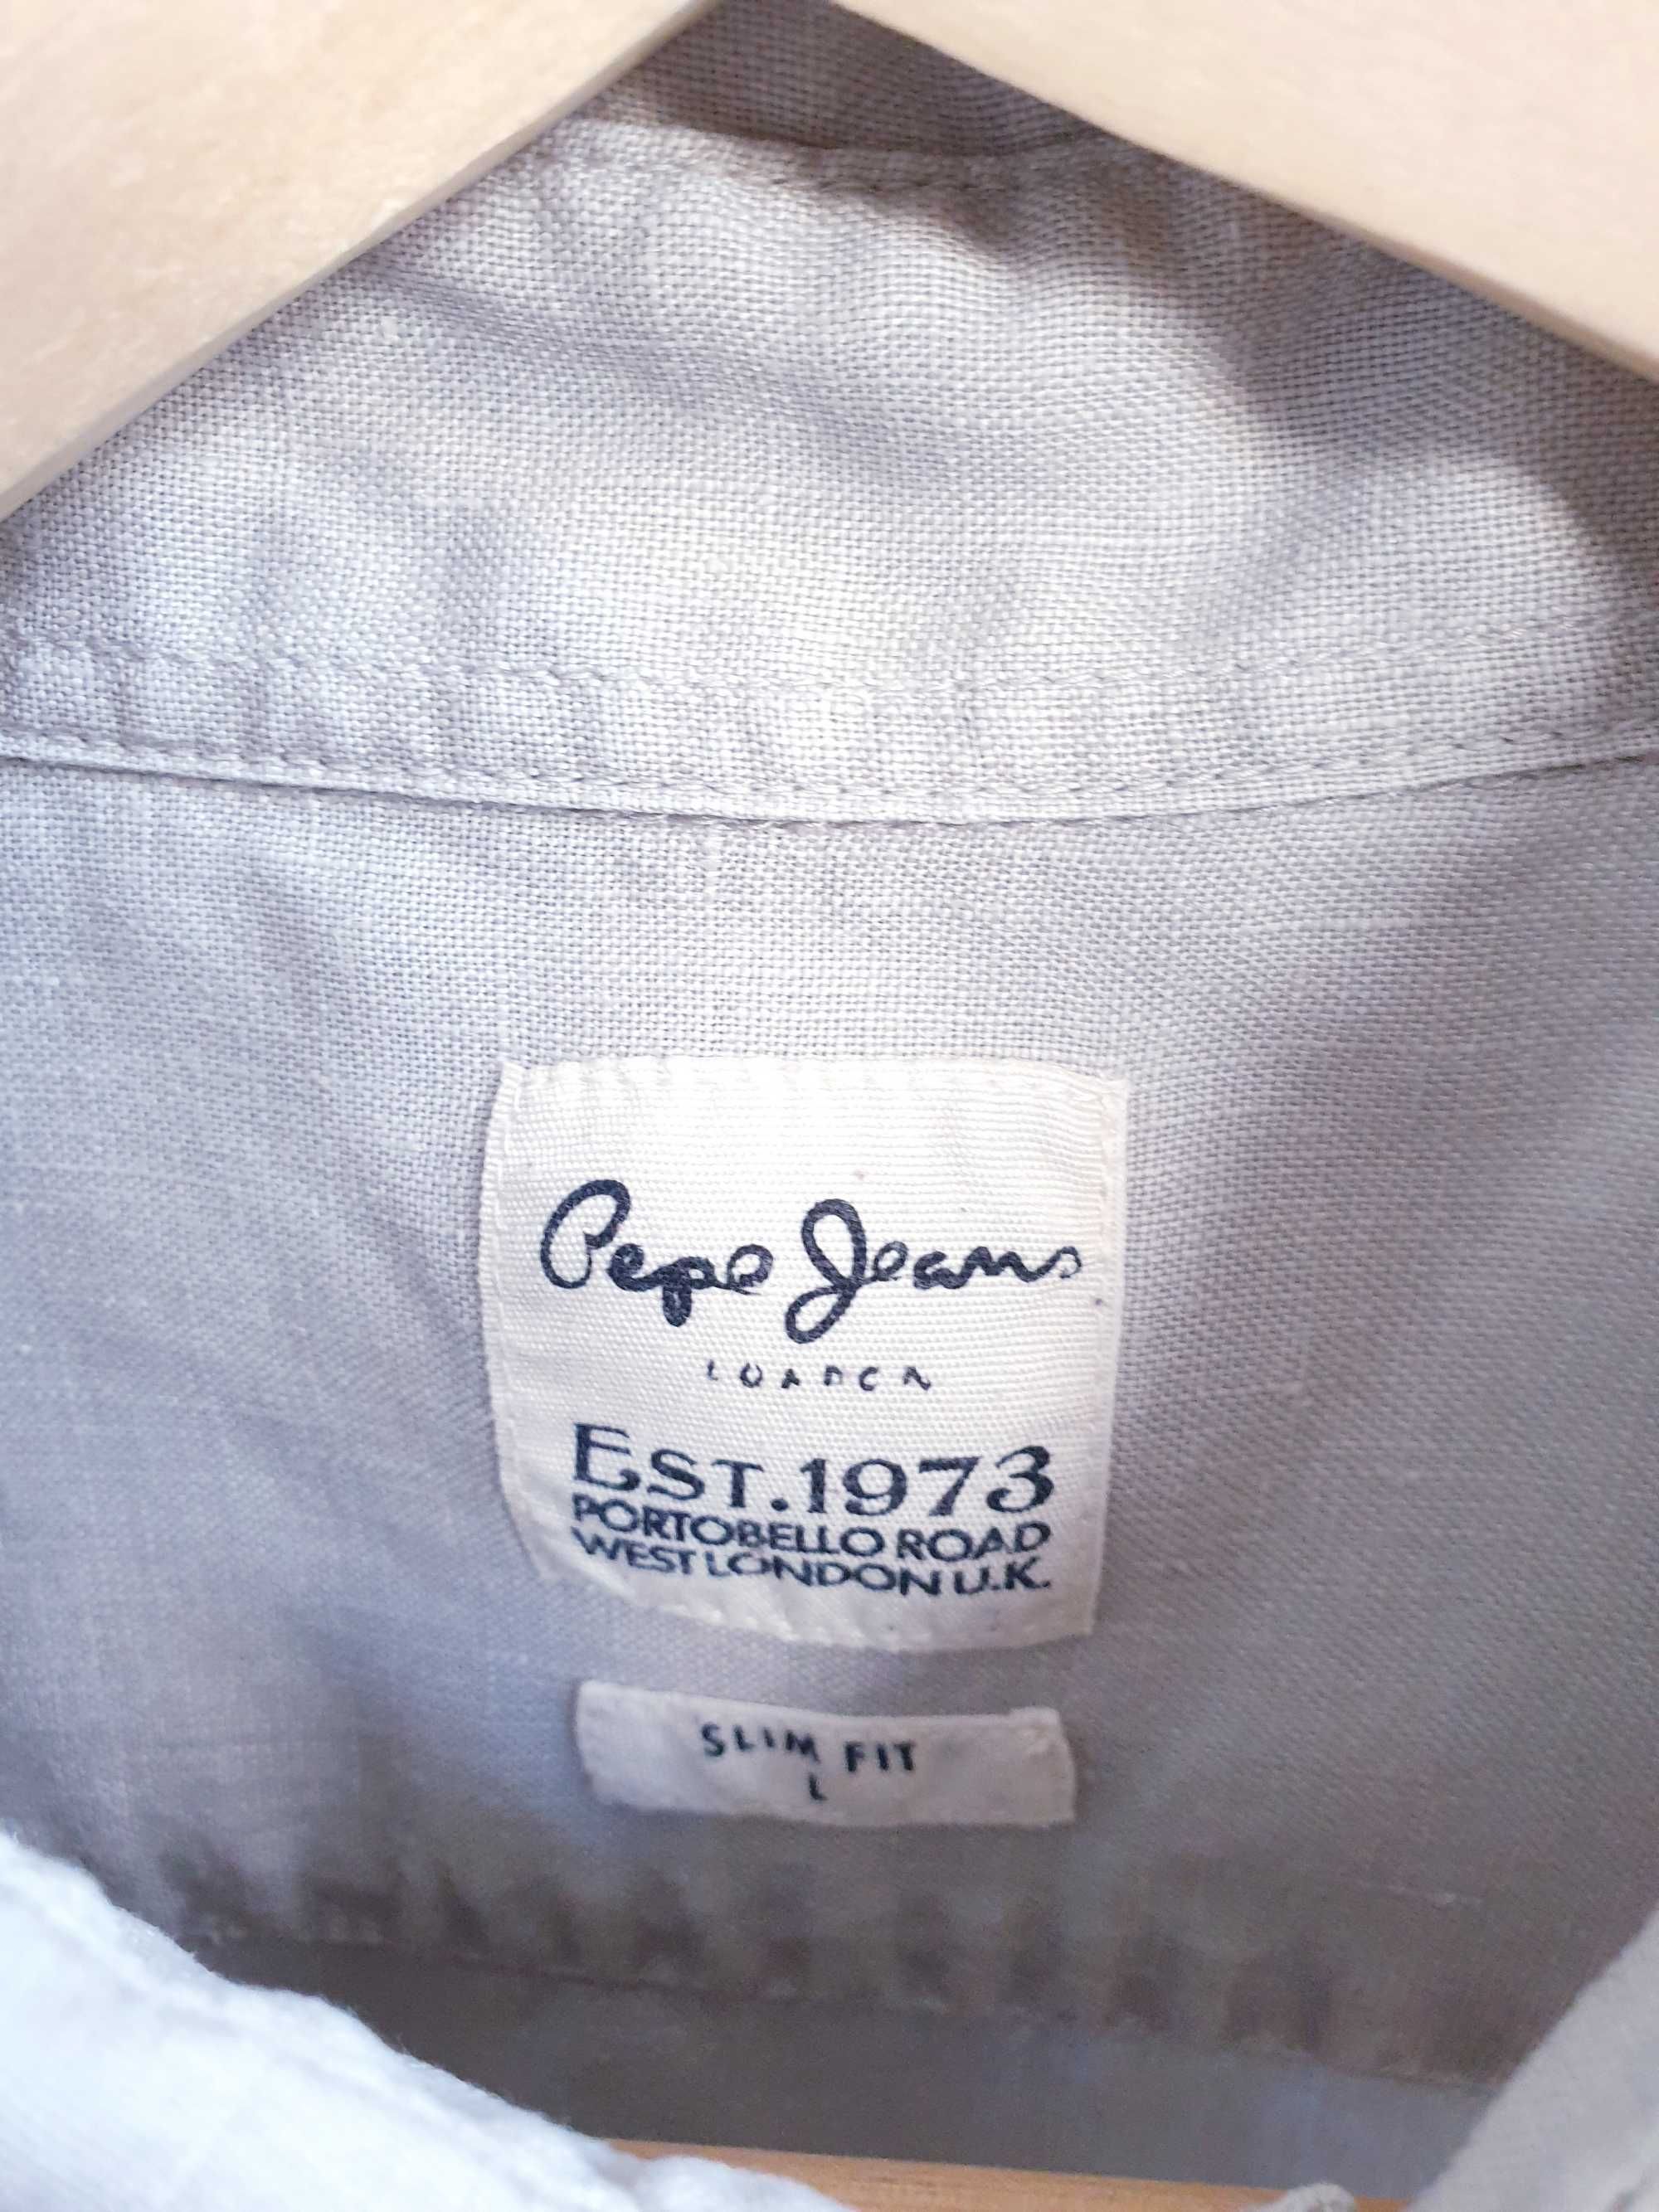 Pepe Jeans
LONDON
EST. 1973
PORTOBELLO ROAD
WEST LONDON U.K.
SLIM FIT
L